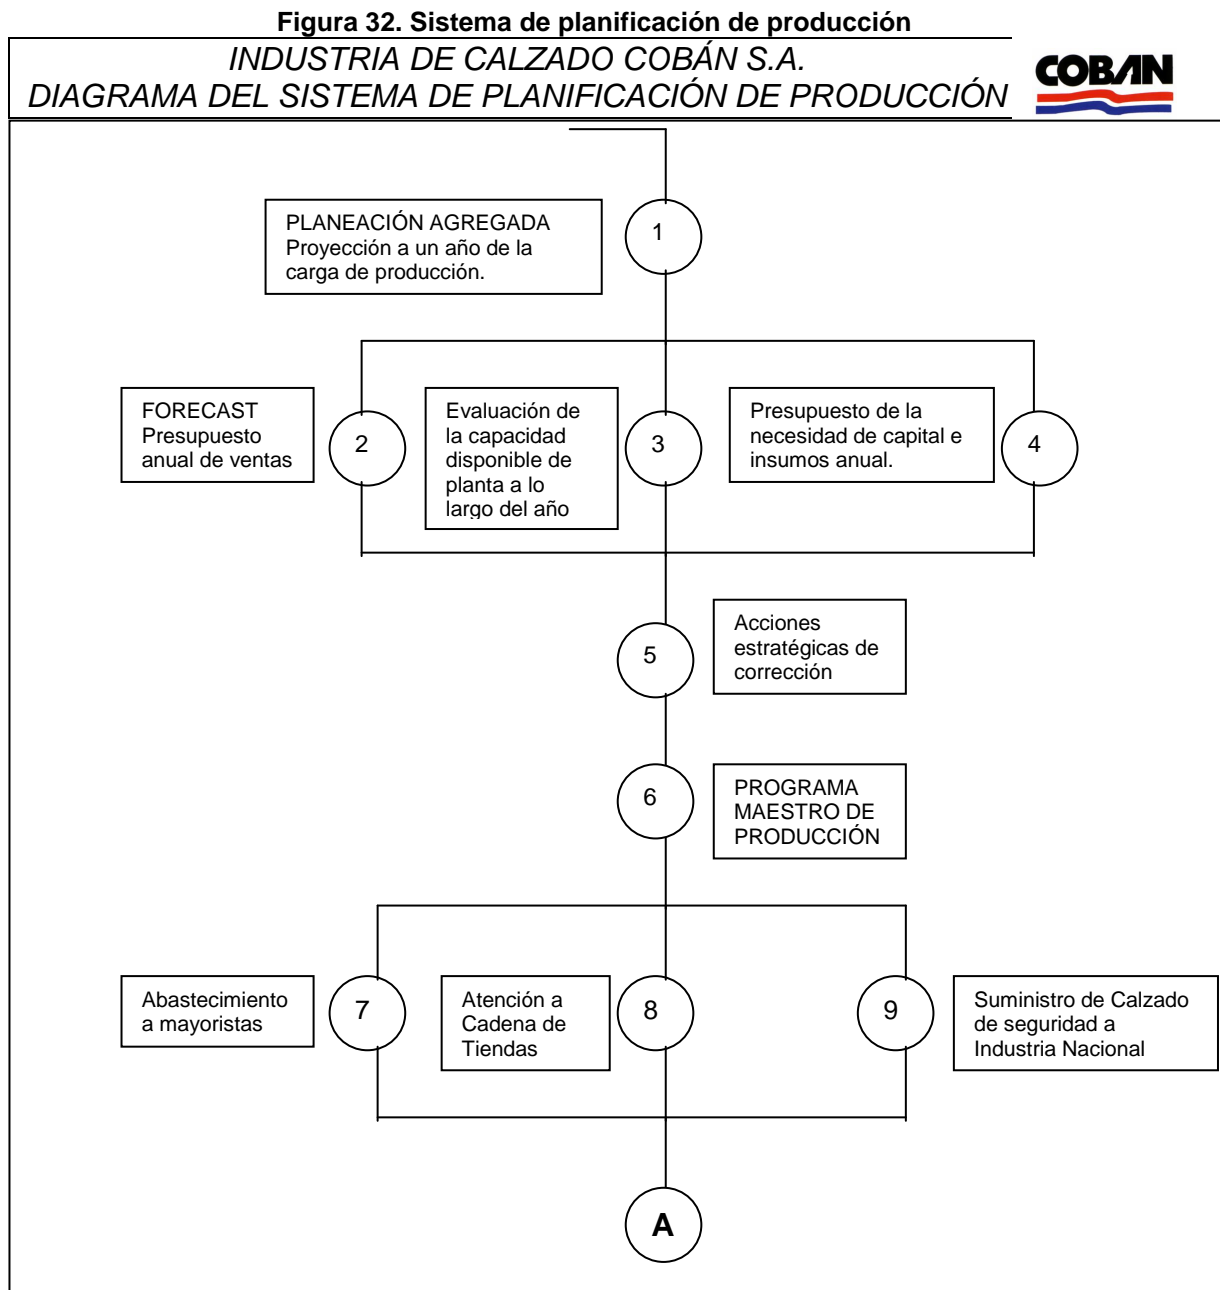 Figura 32. Sistema de planificación de producción
INDUSTRIA DE CALZADO COBÁN S.A.
DIAGRAMA DEL SISTEMA DE PLANIFICACIÓN DE PRODUCCIÓN
COBAN
PLANEACIÓN AGREGADA
Proyección a un año de la
carga de producción.
1
FORECAST
Presupuesto
anual de ventas
2
Evaluación de
la capacidad
disponible de
planta a lo
largo del año
3
Presupuesto de la
necesidad de capital e
insumos anual.
4
5
Acciones
estratégicas de
corrección
6
PROGRAMA
MAESTRO DE
PRODUCCIÓN
Abastecimiento
a mayoristas
7
Atención a
Cadena de
Tiendas
8
9
Suministro de Calzado
de seguridad a
Industria Nacional
A